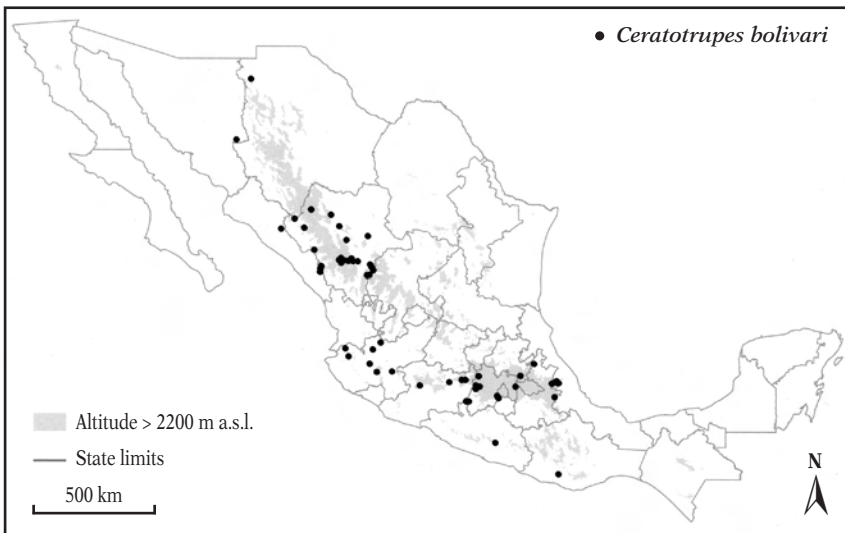 Ceratotrupes bolivari
Altitude > 2200 m a.s.l.
State limits
500 km
N